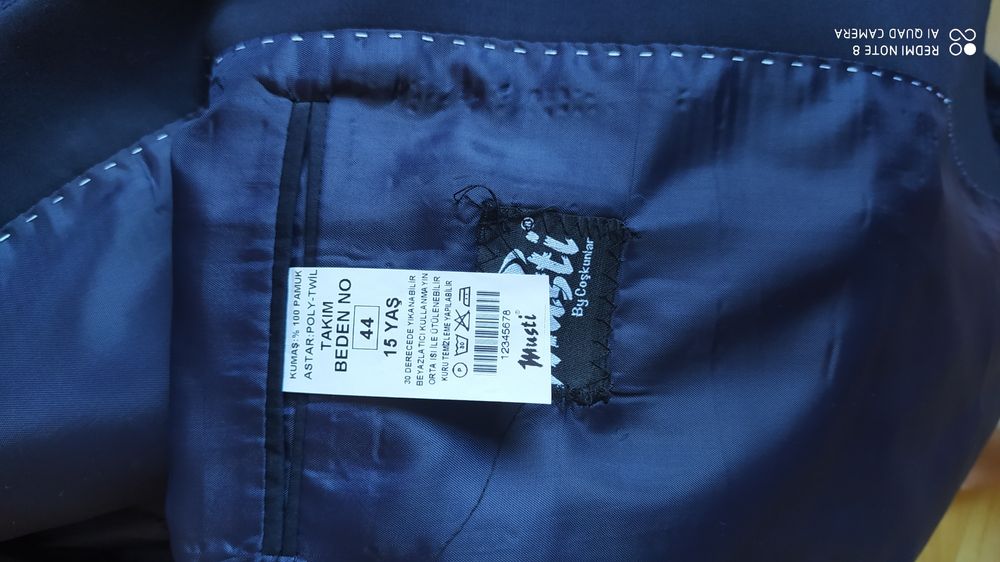 KUMAŞ:% 100 PAMUK
ASTAR:POLY-TWİL
TAKIM
BEDEN NO
44
15 YAŞ
30 DERECEDE YIKANABİLİR
BEYAZLATICI KULLANMAYIN
ORTA ISI İLE ÜTÜLENEBİLİR
KURU TEMİZLEME YAPILABİLİR
P 30
12345678
Musti
Musti®
By Coşkunlar
REDMI NOTE 8
AI QUAD CAMERA